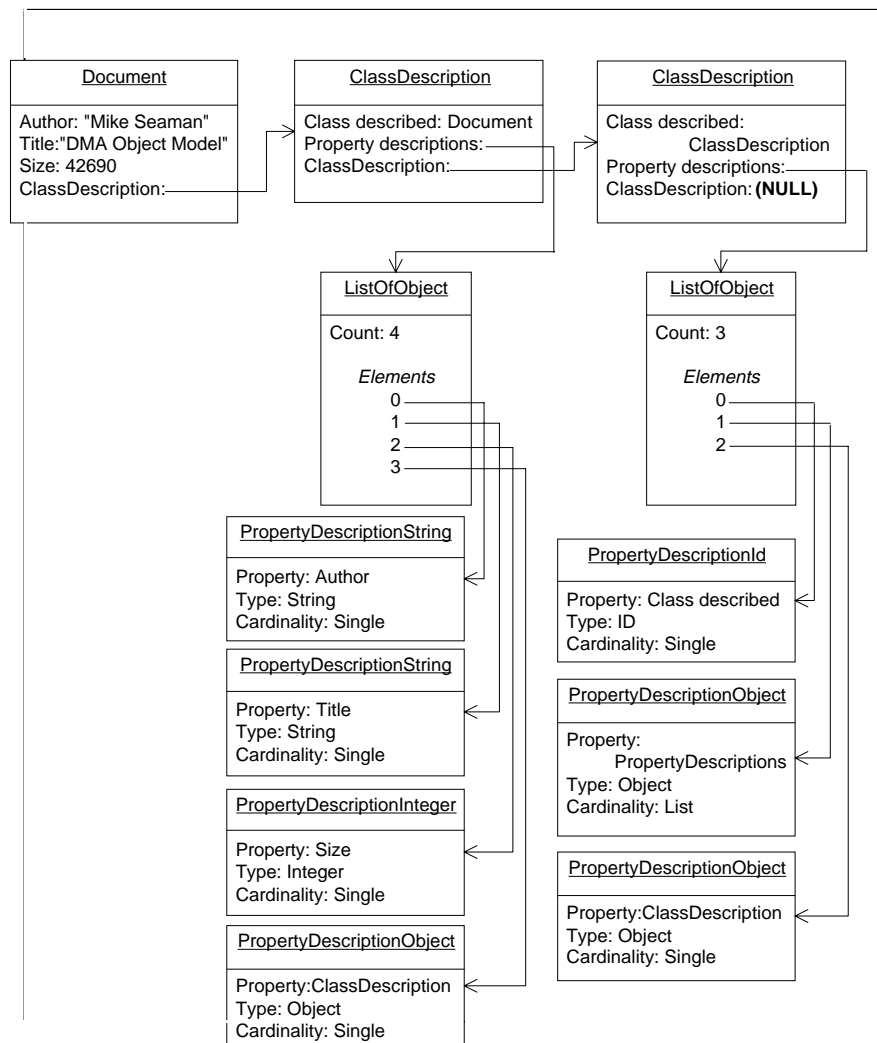 Document
Author: "Mike Seaman"
Title:"DMA Object Model"
Size: 42690
ClassDescription:
ClassDescription
Class described: Document
Property descriptions:
ClassDescription:
ClassDescription
Class described:
ClassDescription
Property descriptions:
ClassDescription: (NULL)
ListOfObject
Count: 4
Elements
0
1
2
3
ListOfObject
Count: 3
Elements
0
1
2
PropertyDescriptionString
Property: Author
Type: String
Cardinality: Single
PropertyDescriptionString
Property: Title
Type: String
Cardinality: Single
PropertyDescriptionInteger
Property: Size
Type: Integer
Cardinality: Single
PropertyDescriptionObject
Property:ClassDescription
Type: Object
Cardinality: Single
PropertyDescriptionId
Property: Class described
Type: ID
Cardinality: Single
PropertyDescriptionObject
Property:
PropertyDescriptions
Type: Object
Cardinality: List
PropertyDescriptionObject
Property:ClassDescription
Type: Object
Cardinality: Single